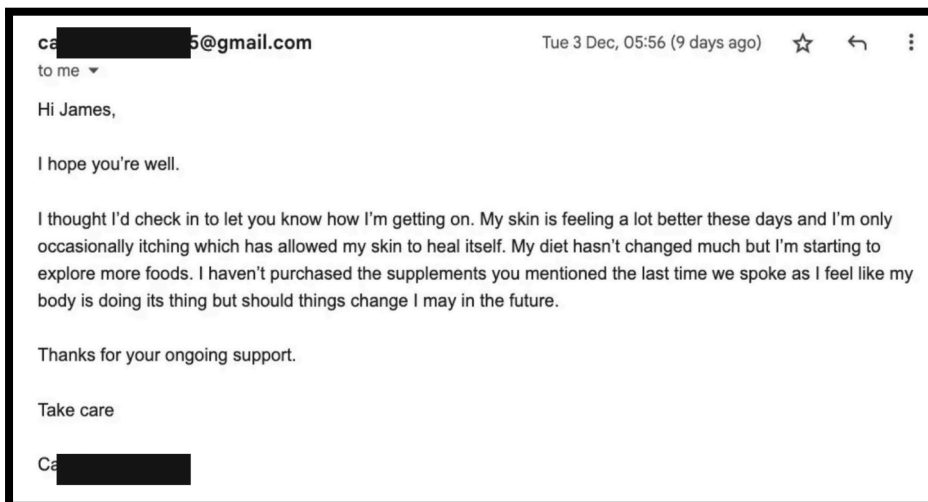 ca 5@gmail.com Tue 3 Dec, 05:56 (9 days ago)
to me
Hi James,
I hope you're well.
I thought I'd check in to let you know how I'm getting on. My skin is feeling a lot better these days and I'm only
occasionally itching which has allowed my skin to heal itself. My diet hasn't changed much but I'm starting to
explore more foods. I haven't purchased the supplements you mentioned the last time we spoke as I feel like my
body is doing its thing but should things change I may in the future.
Thanks for your ongoing support.
Take care
Ca